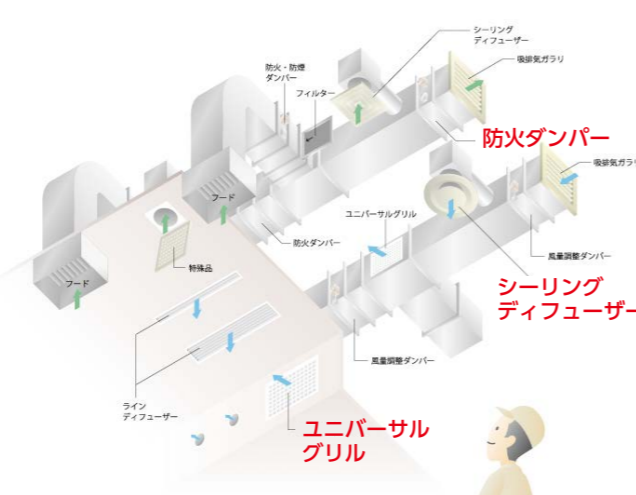 シーリング
ディフューザー
吸排気ガラリ
防火・防煙
ダンパー
フィルター
防火ダンパー
吸排気ガラリ
フード
ユニバーサルグリル
防火ダンパー
風量調整ダンパー
特殊品
フード
シーリング
ディフューザー
風量調整ダンパー
ライン
ディフューザー
ユニバーサル
グリル